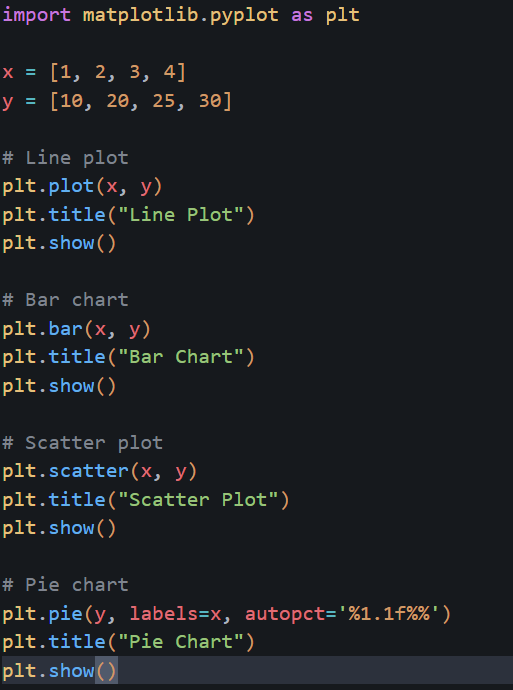 import matplotlib.pyplot as plt
x = [1, 2, 3, 4]
y = [10, 20, 25, 30]
# Line plot
plt.plot(x, y)
plt.title("Line Plot")
plt.show()
# Bar chart
plt.bar(x, y)
plt.title("Bar Chart")
plt.show()
# Scatter plot
plt.scatter(x, y)
plt.title("Scatter Plot")
plt.show()
# Pie chart
plt.pie(y, labels=x, autopct='%1.1f%%')
plt.title("Pie Chart")
plt.show()